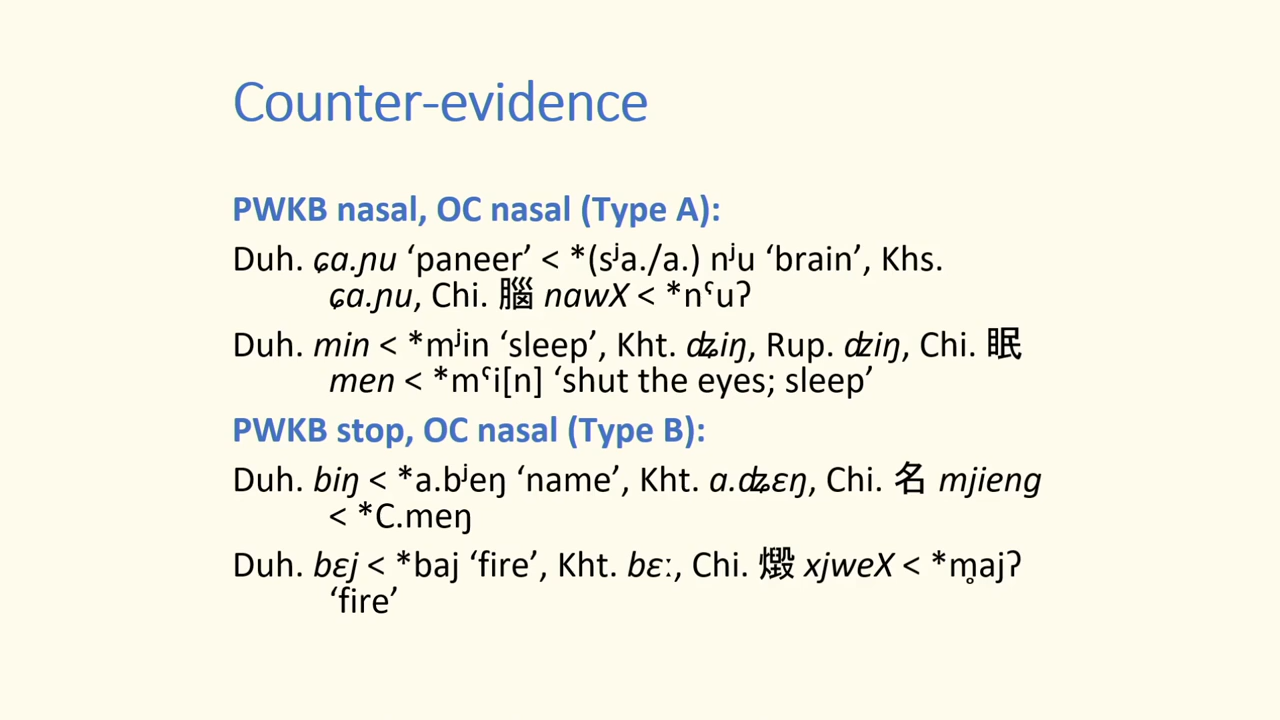 Counter-evidence
PWKB nasal, OC nasal (Type A):
Duh. ɕa.ɲu ‘paneer’ < *(sʲa./a.) nʲu ‘brain’, Khs.
ɕa.ɲu, Chi. 腦 nawX < *nˤuʔ
Duh. min < *mʲin ‘sleep’, Kht. ʥiŋ, Rup. ʣiŋ, Chi. 眠
men < *mˤi[n] ‘shut the eyes; sleep’
PWKB stop, OC nasal (Type B):
Duh. biŋ < *a.bʲeŋ ‘name’, Kht. a.ʥɛŋ, Chi. 名 mjieng
< *C.meŋ
Duh. bɛj < *baj ‘fire’, Kht. bɛː, Chi. 燬 xjweX < *m̥ajʔ
‘fire’